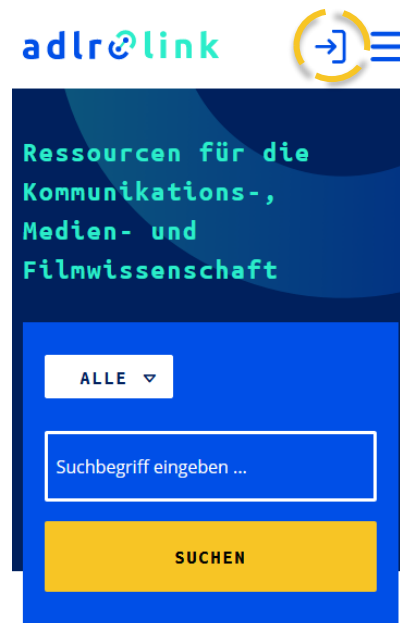 adlr link
Ressourcen für die
Kommunikations-,
Medien- und
Filmwissenschaft
ALLE
Suchbegriff eingeben ...
SUCHEN